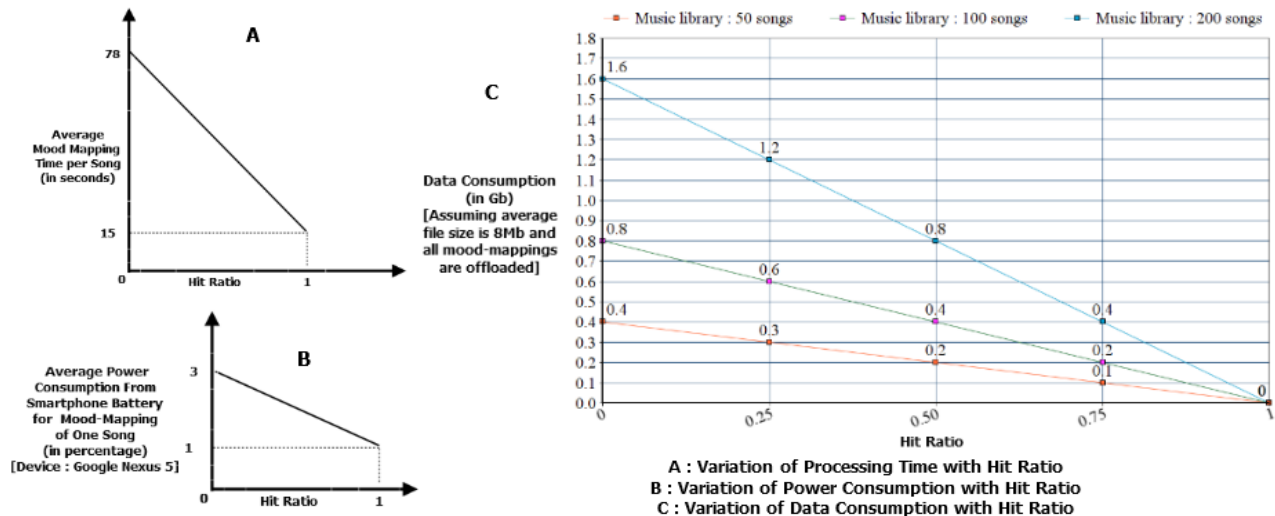 A
78
Average
Mood Mapping
Time per Song
(in seconds)
15
0
Hit Ratio
1
B
3
Average Power
Consumption From
Smartphone Battery
for Mood-Mapping
of One Song
(in percentage)
[Device : Google Nexus 5]
1
0
Hit Ratio
1
C
Data Consumption
(in Gb)
[Assuming average
file size is 8Mb and
all mood-mappings
are offloaded]
Music library : 50 songs Music library : 100 songs Music library : 200 songs
1.8
1.7
1.6
1.5
1.4
1.3
1.2
1.1
1.0
0.9
0.8
0.7
0.6
0.5
0.4
0.3
0.2
0.1
0.0
1.6
1.2
0.8
0.4
0.8
0.6
0.4
0.2
0.4
0.3
0.2
0.1
0
0 0.25 0.50 0.75 1
Hit Ratio
A : Variation of Processing Time with Hit Ratio
B : Variation of Power Consumption with Hit Ratio
C : Variation of Data Consumption with Hit Ratio